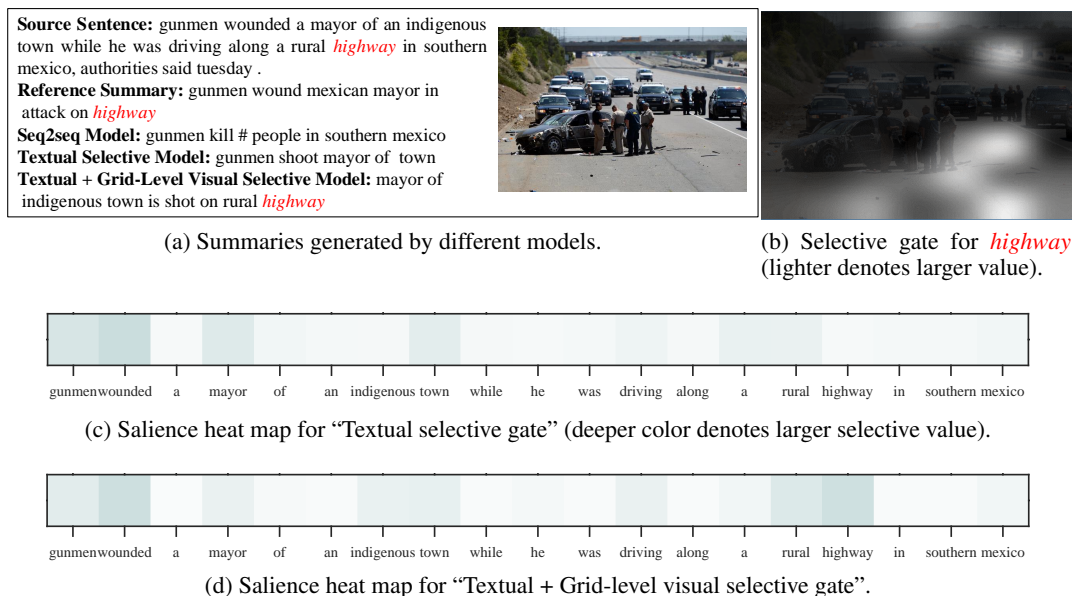 Source Sentence: gunmen wounded a mayor of an indigenous
town while he was driving along a rural highway in southern
mexico, authorities said tuesday .
Reference Summary: gunmen wound mexican mayor in
attack on highway
Seq2seq Model: gunmen kill # people in southern mexico
Textual Selective Model: gunmen shoot mayor of town
Textual + Grid-Level Visual Selective Model: mayor of
indigenous town is shot on rural highway
(a) Summaries generated by different models.
(b) Selective gate for highway
(lighter denotes larger value).
gunmen wounded a mayor of an indigenous town while he was driving along a rural highway in southern mexico
(c) Salience heat map for “Textual selective gate” (deeper color denotes larger selective value).
gunmen wounded a mayor of an indigenous town while he was driving along a rural highway in southern mexico
(d) Salience heat map for “Textual + Grid-level visual selective gate”.